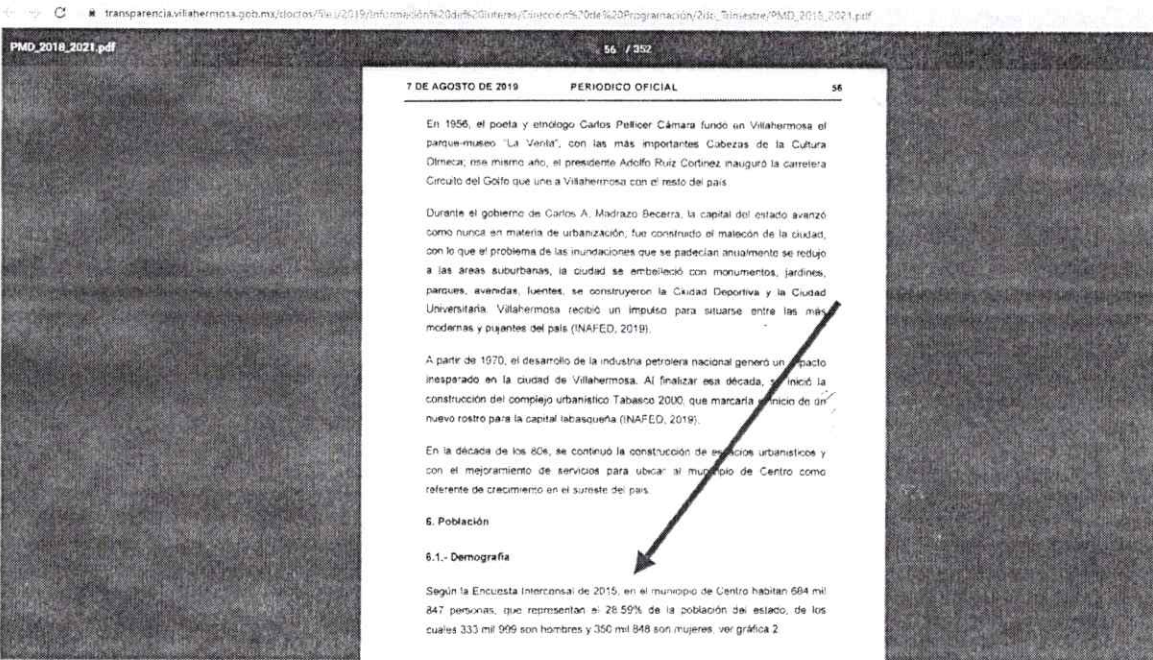 transparencia.villahermosa.gob.mx/doctos/files/2019/Informacion%20de%20Interes/Direccion%20de%20Programacion/2do_Trimestre/PMD_2018_2021.pdf
PMD_2018_2021.pdf
56 / 352
7 DE AGOSTO DE 2019 PERIODICO OFICIAL 56
En 1956, el poeta y etnólogo Carlos Pellicer Cámara fundó en Villahermosa el
parque-museo "La Venta", con las más importantes Cabezas de la Cultura
Olmeca; ese mismo año, el presidente Adolfo Ruiz Cortinez inauguró la carretera
Circuito del Golfo que une a Villahermosa con el resto del país.
Durante el gobierno de Carlos A. Madrazo Becerra, la capital del estado avanzó
como nunca en materia de urbanización; fue construido el malecón de la ciudad,
con lo que el problema de las inundaciones que se padecían anualmente se redujo
a las áreas suburbanas, la ciudad se embelleció con monumentos, jardines,
parques, avenidas, fuentes, se construyeron la Ciudad Deportiva y la Ciudad
Universitaria. Villahermosa recibió un impulso para situarse entre las más
modernas y pujantes del país (INAFED, 2019).
A partir de 1970, el desarrollo de la industria petrolera nacional generó un impacto
inesperado en la ciudad de Villahermosa. Al finalizar esa década, se inició la
construcción del complejo urbanístico Tabasco 2000, que marcaría el inicio de un
nuevo rostro para la capital tabasqueña (INAFED, 2019).
En la década de los 80s, se continuó la construcción de espacios urbanísticos y
con el mejoramiento de servicios para ubicar al municipio de Centro como
referente de crecimiento en el sureste del país.
6. Población
6.1.- Demografía
Según la Encuesta Intercensal de 2015, en el municipio de Centro habitan 684 mil
847 personas, que representan el 28.59% de la población del estado, de los
cuales 333 mil 999 son hombres y 350 mil 848 son mujeres, ver gráfica 2.